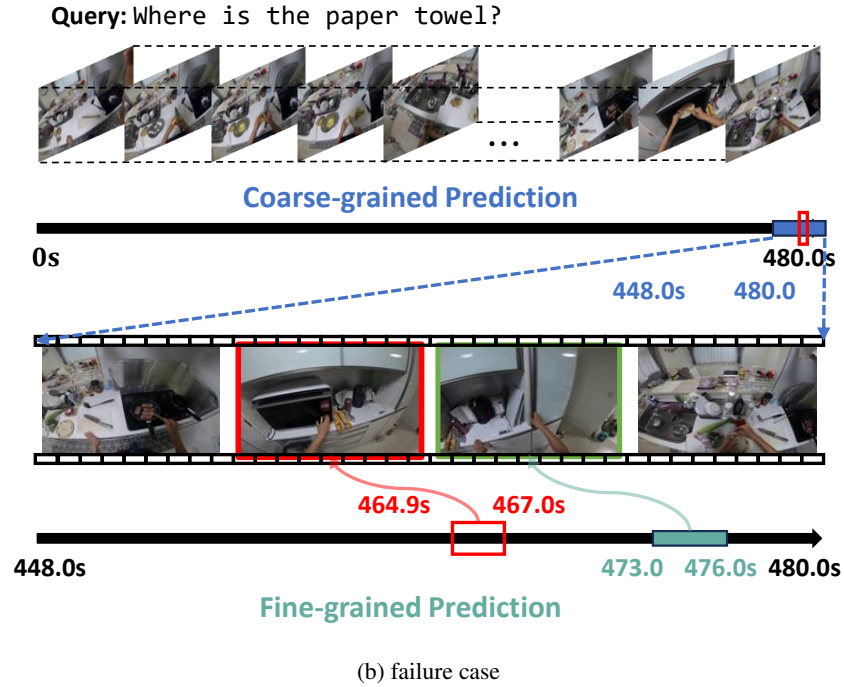 Query: Where is the paper towel?
...
Coarse-grained Prediction
0s
480.0s
448.0s 480.0
464.9s 467.0s
448.0s 473.0 476.0s 480.0s
Fine-grained Prediction
(b) failure case